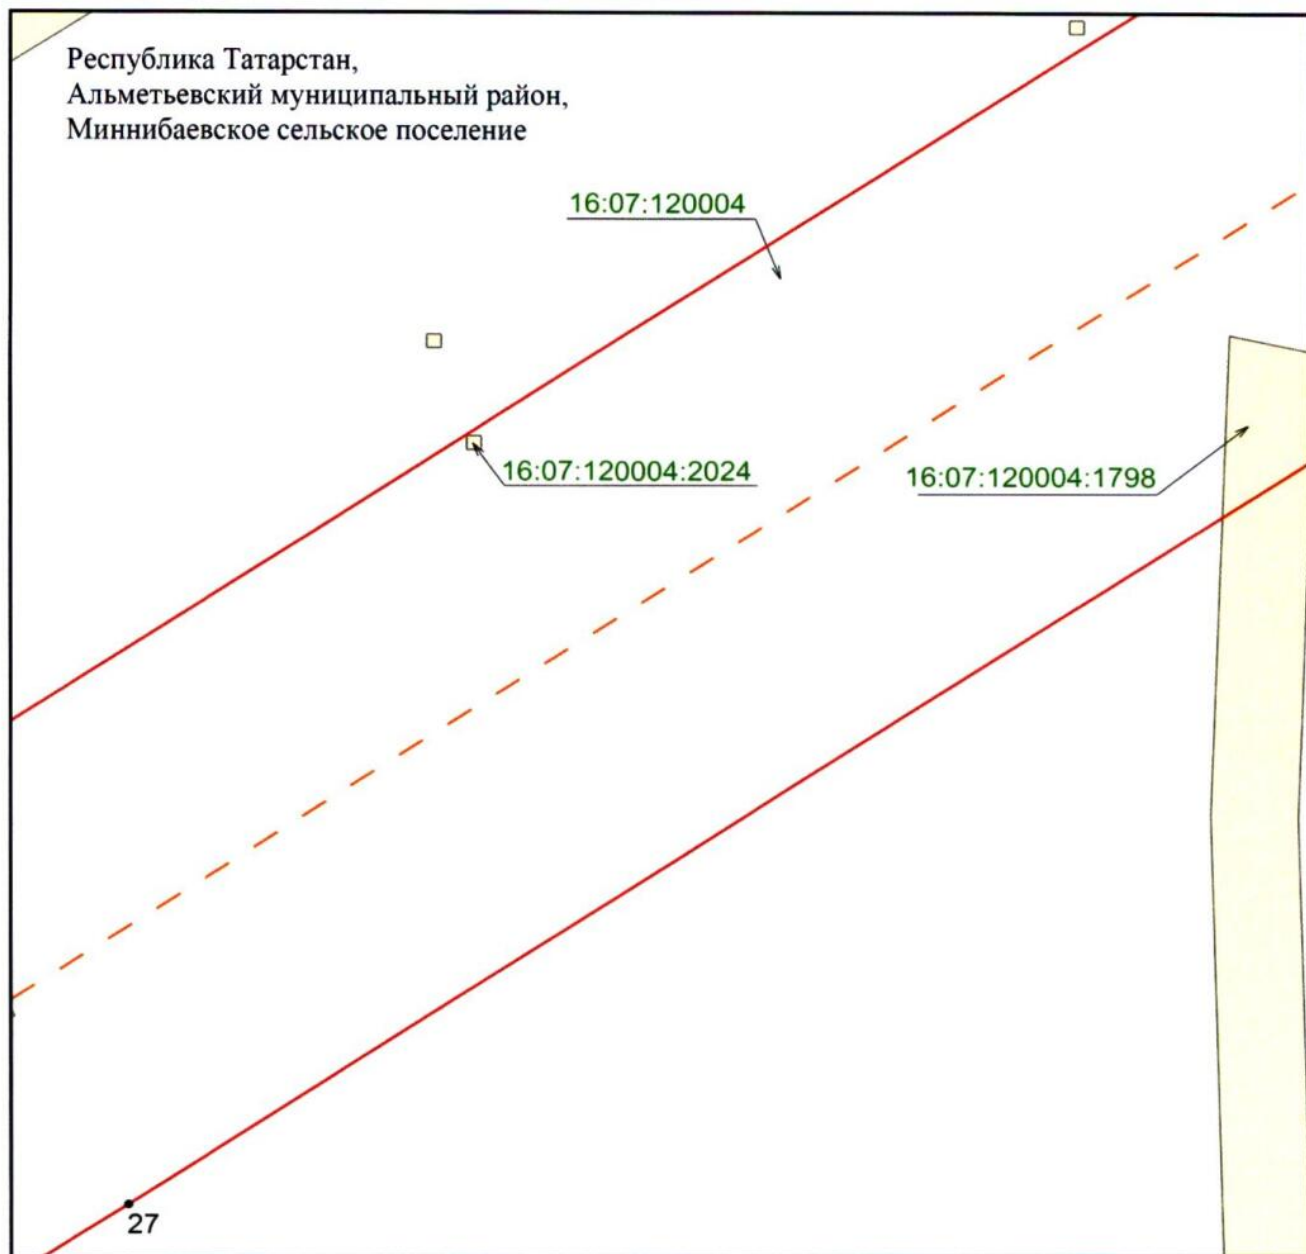 Республика Татарстан,
Альметьевский муниципальный район,
Миннибаевское сельское поселение
16:07:120004
16:07:120004:2024
16:07:120004:1798
27